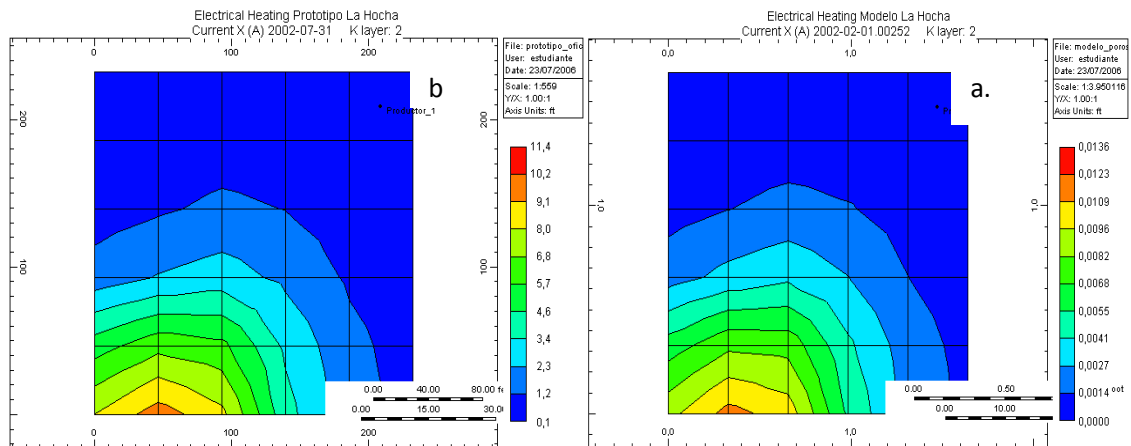 Electrical Heating Prototipo La Hocha
Current X (A) 2002-07-31 K layer: 2
0 100 200
File: prototipo_ofic
User: estudiante
Date: 23/07/2006
Scale: 1:559
Y/X: 1.00:1
Axis Units: ft
b
200
100
0
200
100
11,4
10,2
9,1
8,0
6,8
5,7
4,6
3,4
2,3
1,2
0,1
0.00 40.00 80.00
0.00 15.00 30.0
0 100 200
Electrical Heating Modelo La Hocha
Current X (A) 2002-02-01.00252 K layer: 2
0,0 1,0
File: modelo_poros
User: estudiante
Date: 23/07/2006
Scale: 1:3.950116
Y/X: 1.00:1
Axis Units: ft
a.
1,0
1,0
0,0136
0,0123
0,0109
0,0096
0,0082
0,0068
0,0055
0,0041
0,0027
0,0014
0,0000
0.00 0.50
0.00 10.00
0,0 1,0